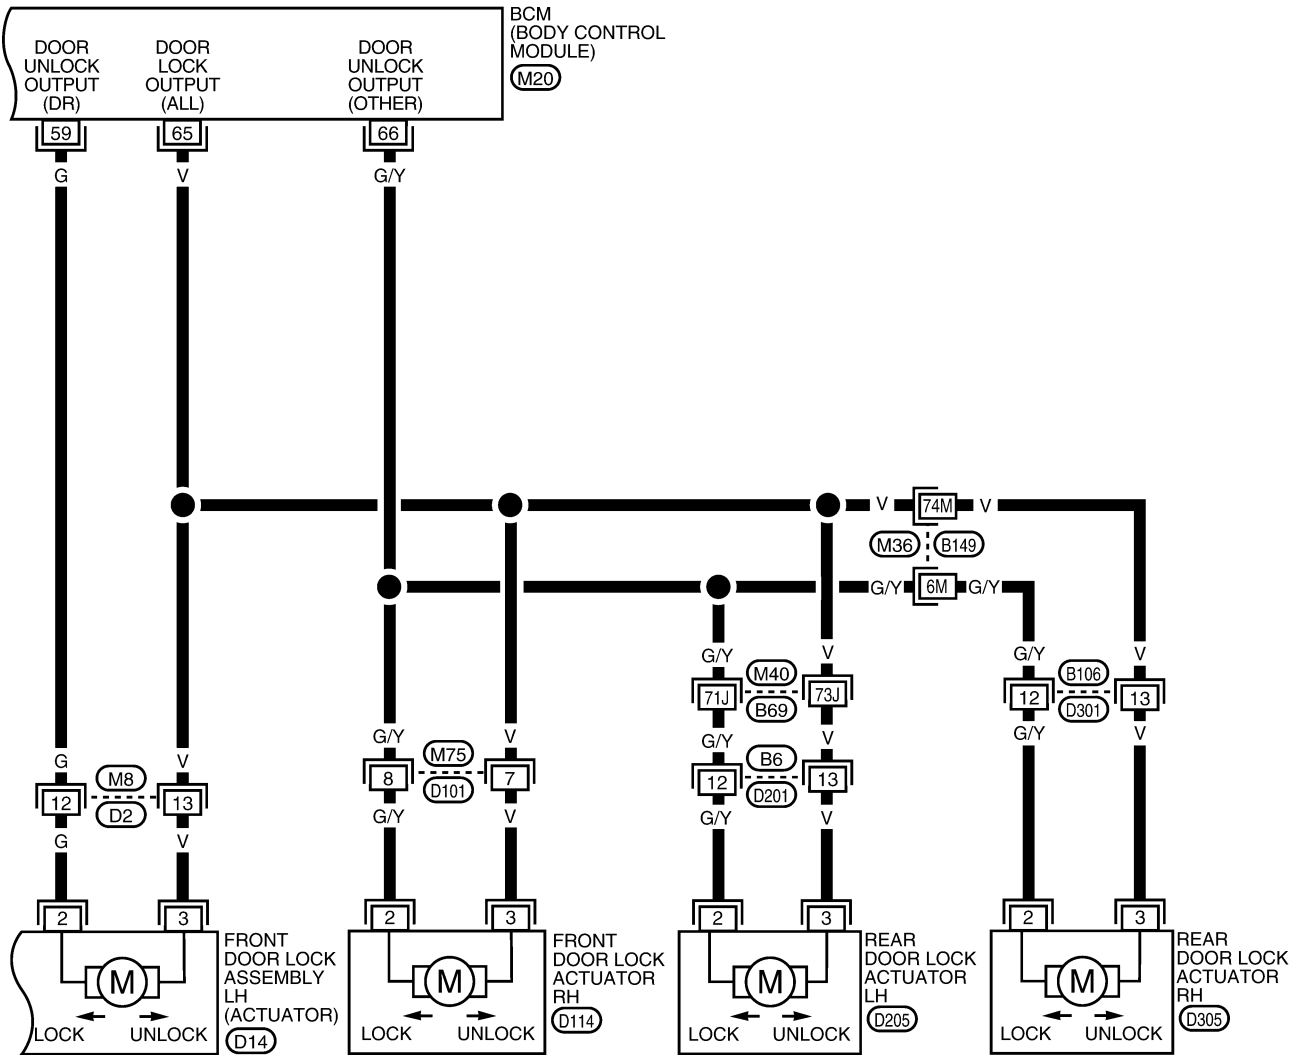 BCM
(BODY CONTROL
MODULE)
M20
DOOR
UNLOCK
OUTPUT
(DR)
DOOR
LOCK
OUTPUT
(ALL)
DOOR
UNLOCK
OUTPUT
(OTHER)
59
65
66
G
V
G/Y
V
74M
V
M36
B149
G/Y
6M
G/Y
G/Y
V
G/Y
V
M40
B106
71J
73J
12
13
B69
D301
G/Y
V
G/Y
V
G/Y
V
M75
8
7
D101
G/Y
V
B6
12
13
D201
G/Y
V
G
V
M8
12
13
D2
G
V
2
3
2
3
2
3
2
3
M
LOCK
UNLOCK
FRONT
DOOR LOCK
ASSEMBLY
LH
(ACTUATOR)
D14
M
LOCK
UNLOCK
FRONT
DOOR LOCK
ACTUATOR
RH
D114
M
LOCK
UNLOCK
REAR
DOOR LOCK
ACTUATOR
LH
D205
M
LOCK
UNLOCK
REAR
DOOR LOCK
ACTUATOR
RH
D305